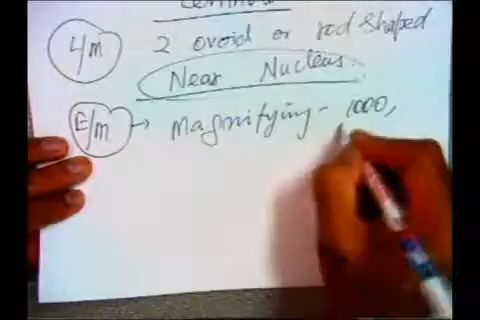 L/m 2 ovoid or rod shaped
Near Nucleus
E/m → Magnifying - 1000,